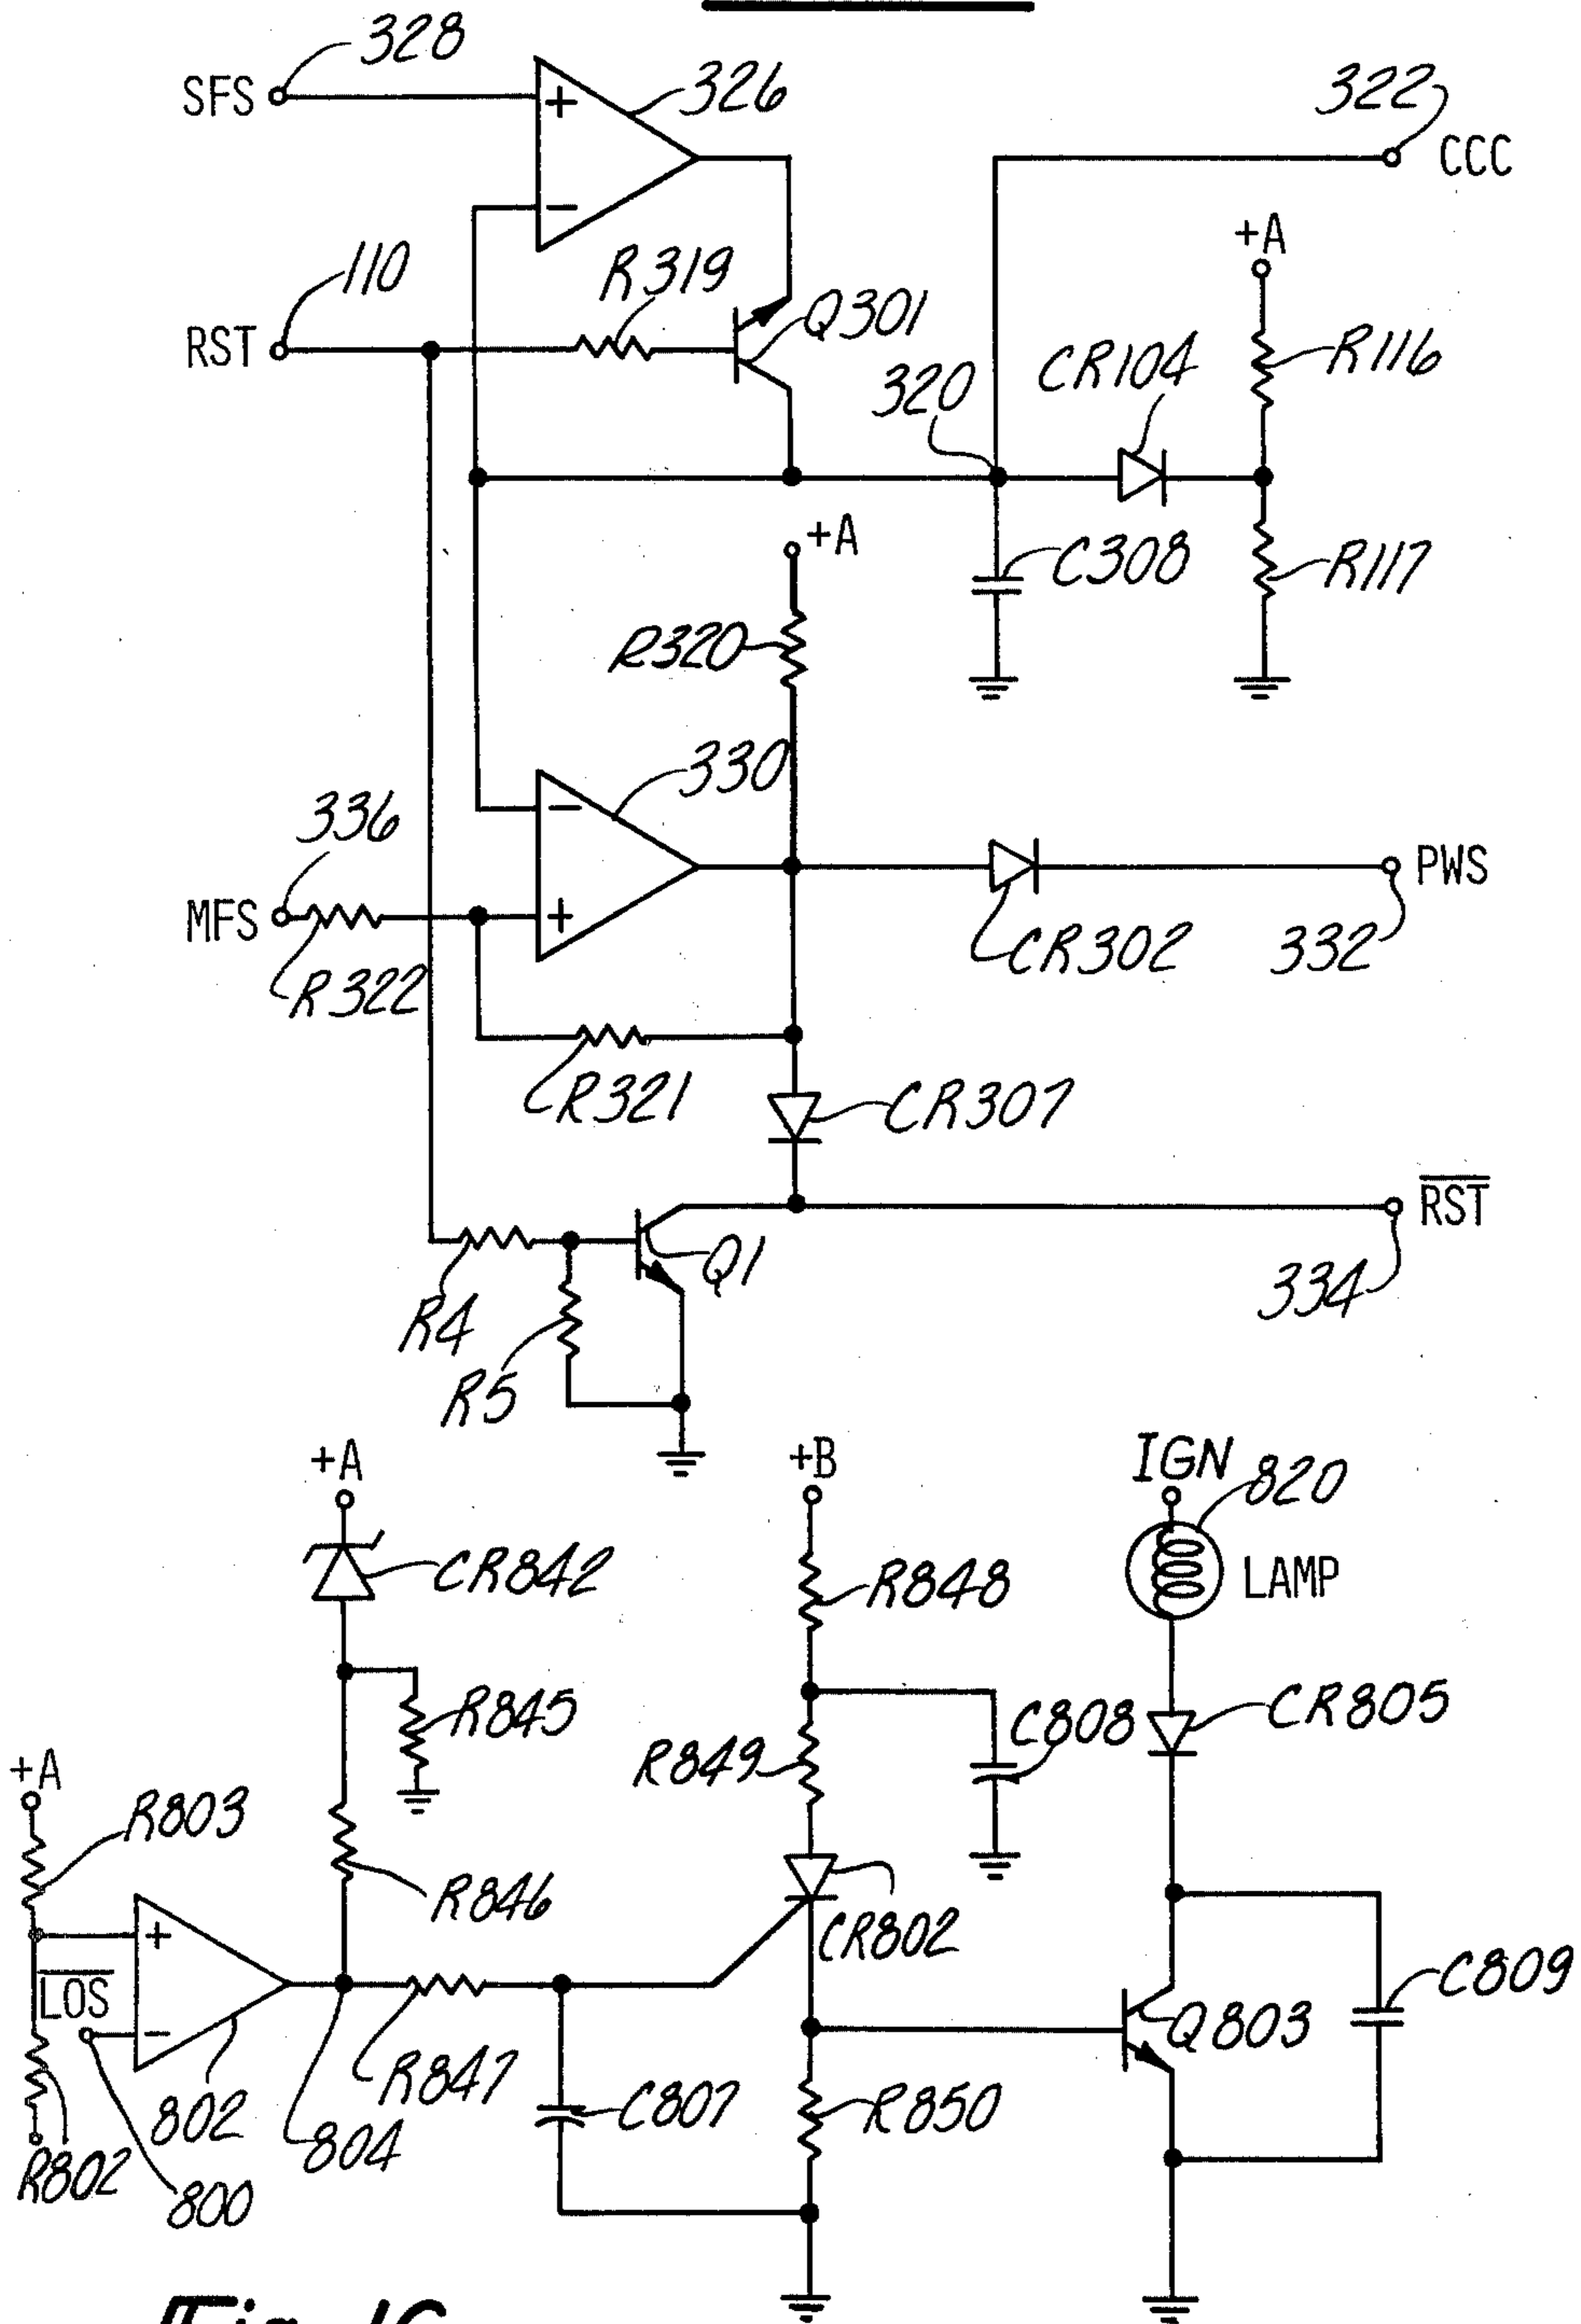 328
SFS
326
322
CCC
+
−
110
R319
+A
RST
Q301
320
CR104
R116
+A
C308
R117
R320
330
336
−
PWS
MFS
+
CR302
332
R322
R321
CR307
RST
Q1
334
R4
R5
+A
+B
IGN
820
CR842
R848
LAMP
R845
C808
CR805
+A
R849
R803
R846
+
CR802
LOS
C809
−
Q803
R847
C807
R850
802
804
R802
800